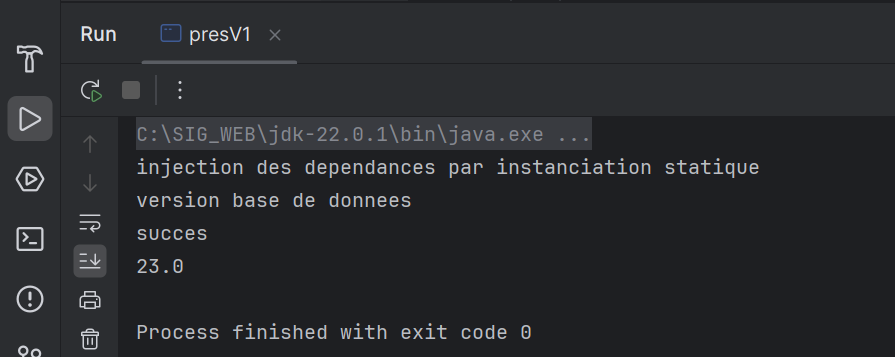 Run
presV1
C:\SIG_WEB\jdk-22.0.1\bin\java.exe ...
injection des dependances par instanciation statique
version base de donnees
succes
23.0
Process finished with exit code 0